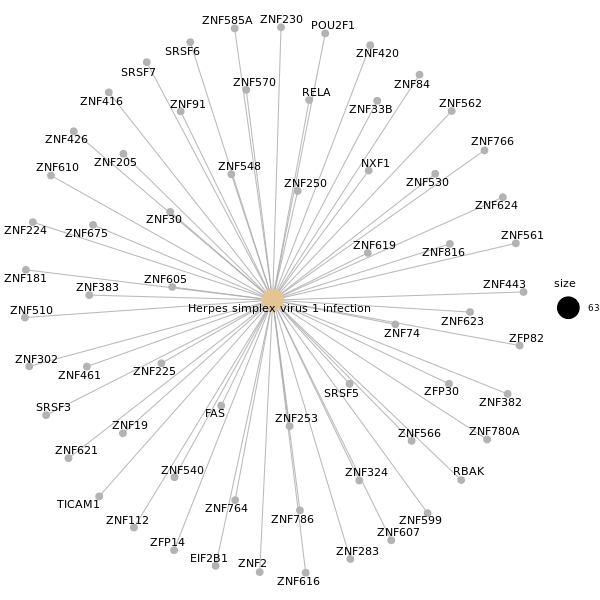 ZNF585A
ZNF230
POU2F1
SRSF6
ZNF420
SRSF7
ZNF570
RELA
ZNF84
ZNF416
ZNF91
ZNF33B
ZNF562
ZNF426
ZNF205
ZNF766
ZNF610
ZNF548
NXF1
ZNF250
ZNF530
ZNF30
ZNF624
ZNF224
ZNF675
ZNF561
ZNF619
ZNF816
ZNF181
ZNF383
ZNF605
ZNF443
size
ZNF510
Herpes simplex virus 1 infection
63
ZNF623
ZNF74
ZFP82
ZNF302
ZNF461
ZNF225
SRSF5
ZFP30
ZNF382
SRSF3
FAS
ZNF19
ZNF253
ZNF566
ZNF780A
ZNF621
ZNF540
ZNF324
RBAK
TICAM1
ZNF764
ZNF112
ZNF786
ZNF599
ZNF607
ZFP14
EIF2B1
ZNF2
ZNF283
ZNF616